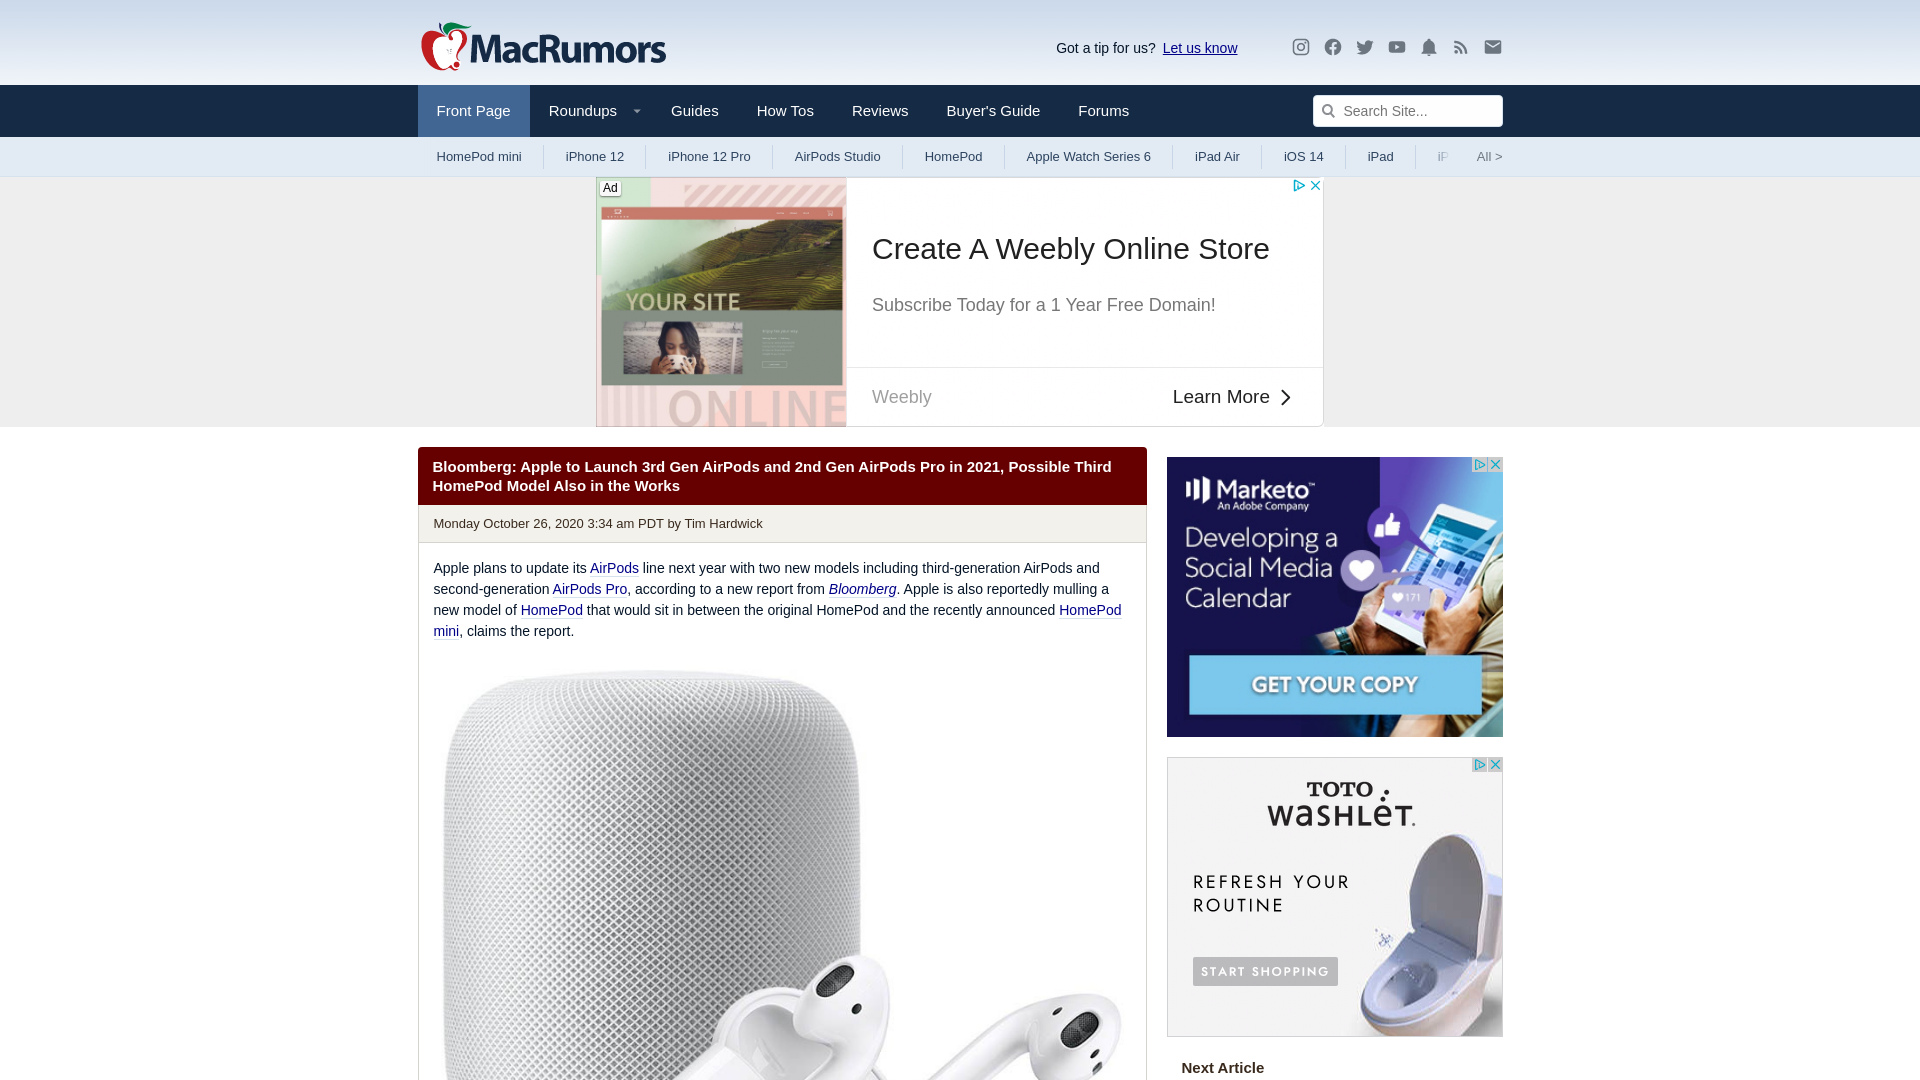 MacRumors
Got a tip for us? Let us know
Front Page
Roundups
Guides
How Tos
Reviews
Buyer's Guide
Forums
Search Site...
HomePod mini
iPhone 12
iPhone 12 Pro
AirPods Studio
HomePod
Apple Watch Series 6
iPad Air
iOS 14
iPad
iP
All >
Ad
YOUR SITE
ONLINE
Create A Weebly Online Store
Subscribe Today for a 1 Year Free Domain!
Weebly
Learn More
Bloomberg: Apple to Launch 3rd Gen AirPods and 2nd Gen AirPods Pro in 2021, Possible Third
HomePod Model Also in the Works
Monday October 26, 2020 3:34 am PDT by Tim Hardwick
Apple plans to update its AirPods line next year with two new models including third-generation AirPods and
second-generation AirPods Pro, according to a new report from Bloomberg. Apple is also reportedly mulling a
new model of HomePod that would sit in between the original HomePod and the recently announced HomePod
mini, claims the report.
Marketo™
An Adobe Company
Developing a
Social Media
Calendar
171
GET YOUR COPY
TOTO
WASHLET.
REFRESH YOUR
ROUTINE
START SHOPPING
Next Article